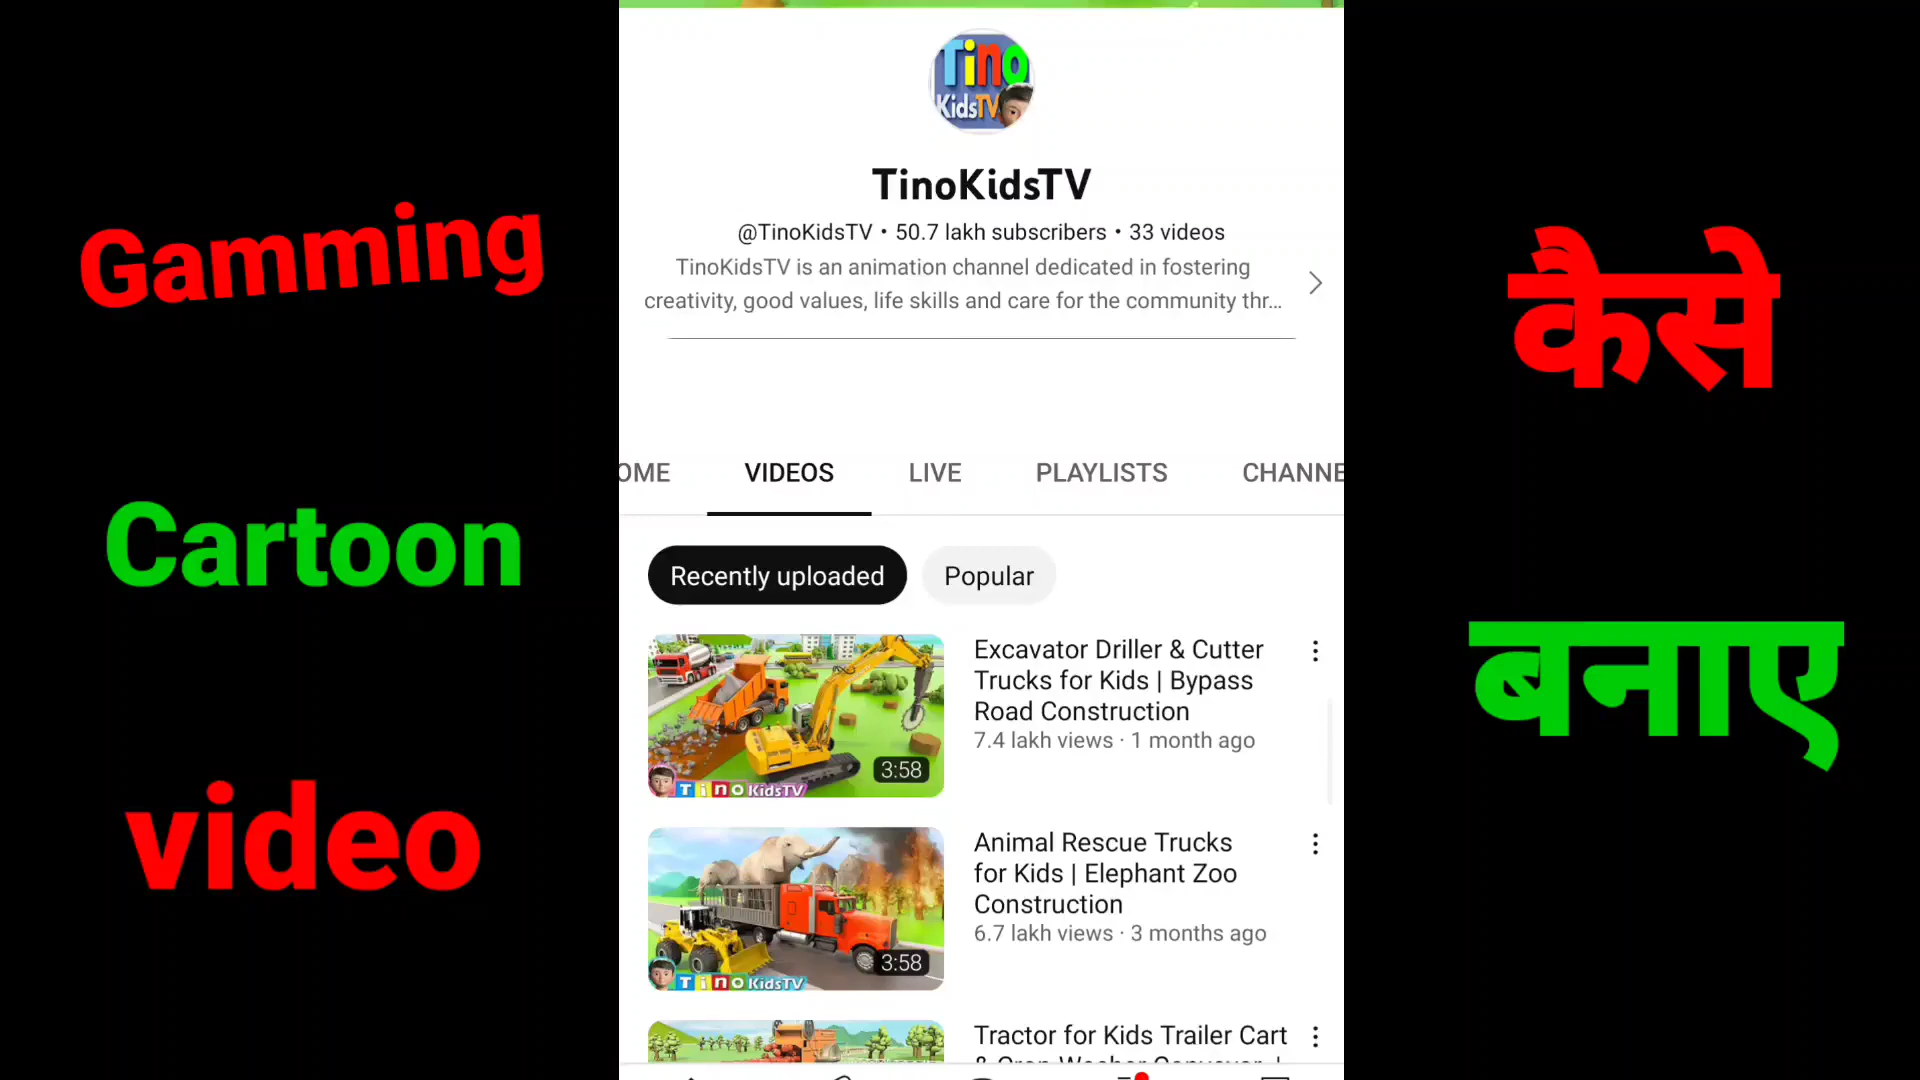 Gamming
Cartoon
video
कैसे
बनाए
Tino
KidsTV
TinoKidsTV
@TinoKidsTV • 50.7 lakh subscribers • 33 videos
TinoKidsTV is an animation channel dedicated in fostering
creativity, good values, life skills and care for the community thr...
OME VIDEOS LIVE PLAYLISTS CHANNE
Recently uploaded Popular
Excavator Driller & Cutter
Trucks for Kids | Bypass
Road Construction
7.4 lakh views · 1 month ago
3:58
Tino KidsTV
Animal Rescue Trucks
for Kids | Elephant Zoo
Construction
6.7 lakh views · 3 months ago
3:58
Tino KidsTV
Tractor for Kids Trailer Cart